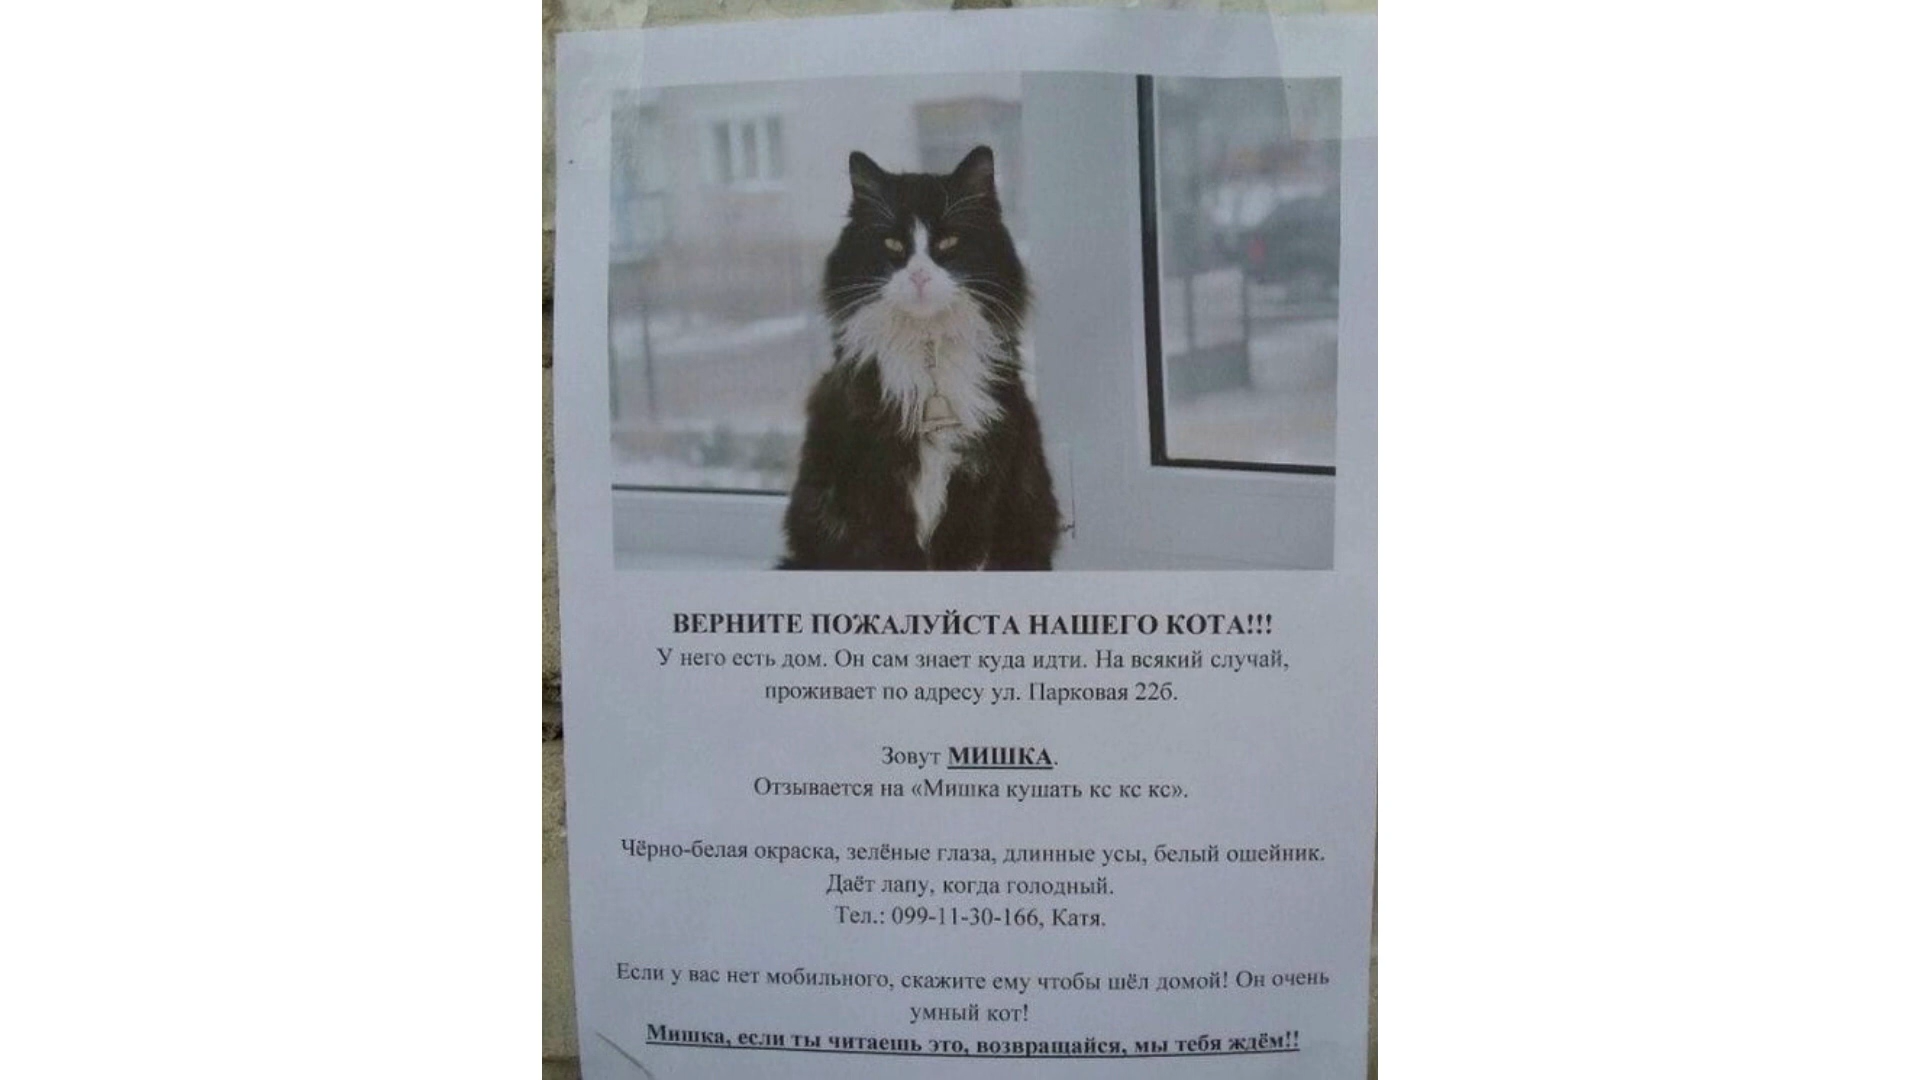 ВЕРНИТЕ ПОЖАЛУЙСТА НАШЕГО КОТА!!!
У него есть дом. Он сам знает куда идти. На всякий случай,
проживает по адресу ул. Парковая 22б.
Зовут МИШКА.
Отзывается на «Мишка кушать кс кс кс».
Чёрно-белая окраска, зелёные глаза, длинные усы, белый ошейник.
Даёт лапу, когда голодный.
Тел.: 099-11-30-166, Катя.
Если у вас нет мобильного, скажите ему чтобы шёл домой! Он очень
умный кот!
Мишка, если ты читаешь это, возвращайся, мы тебя ждём!!